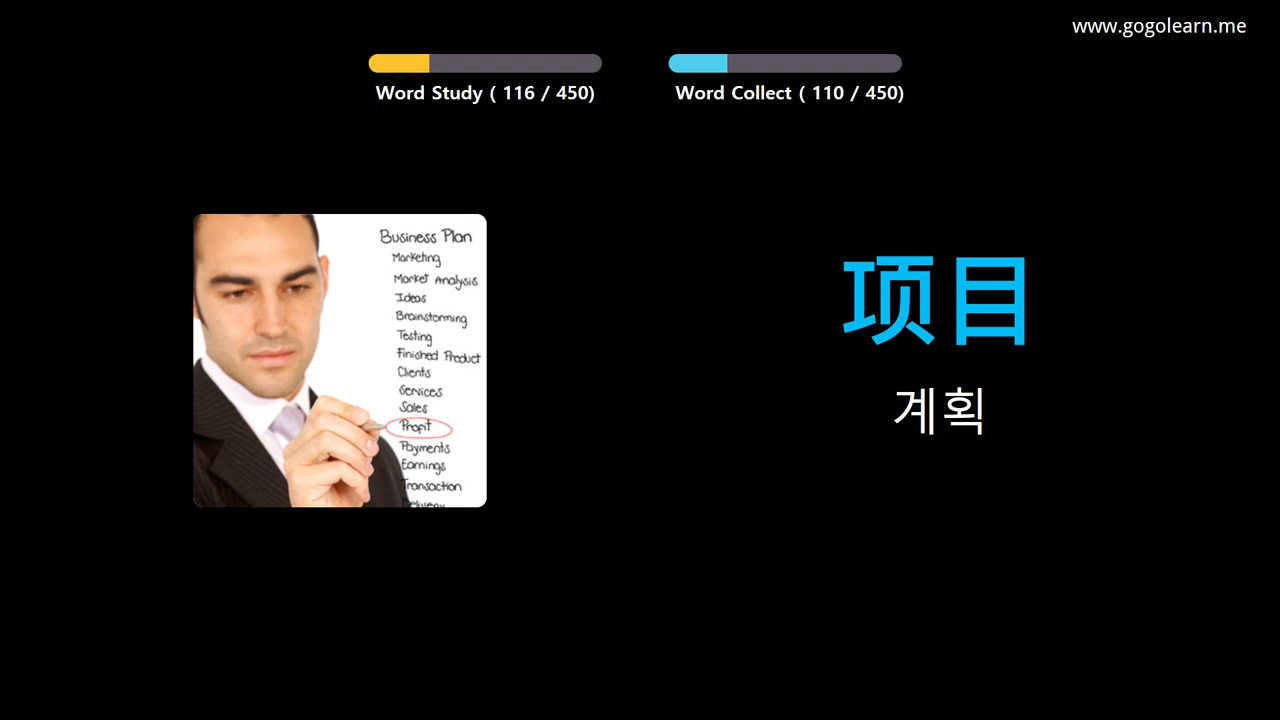 www.gogolearn.me
Word Study ( 116 / 450)
Word Collect ( 110 / 450)
Business Plan
Marketing
Market Analysis
Ideas
Brainstorming
Testing
Finished Product
Clients
Services
Sales
Profit
Payments
Earnings
Transaction
Delivery
项目
계획